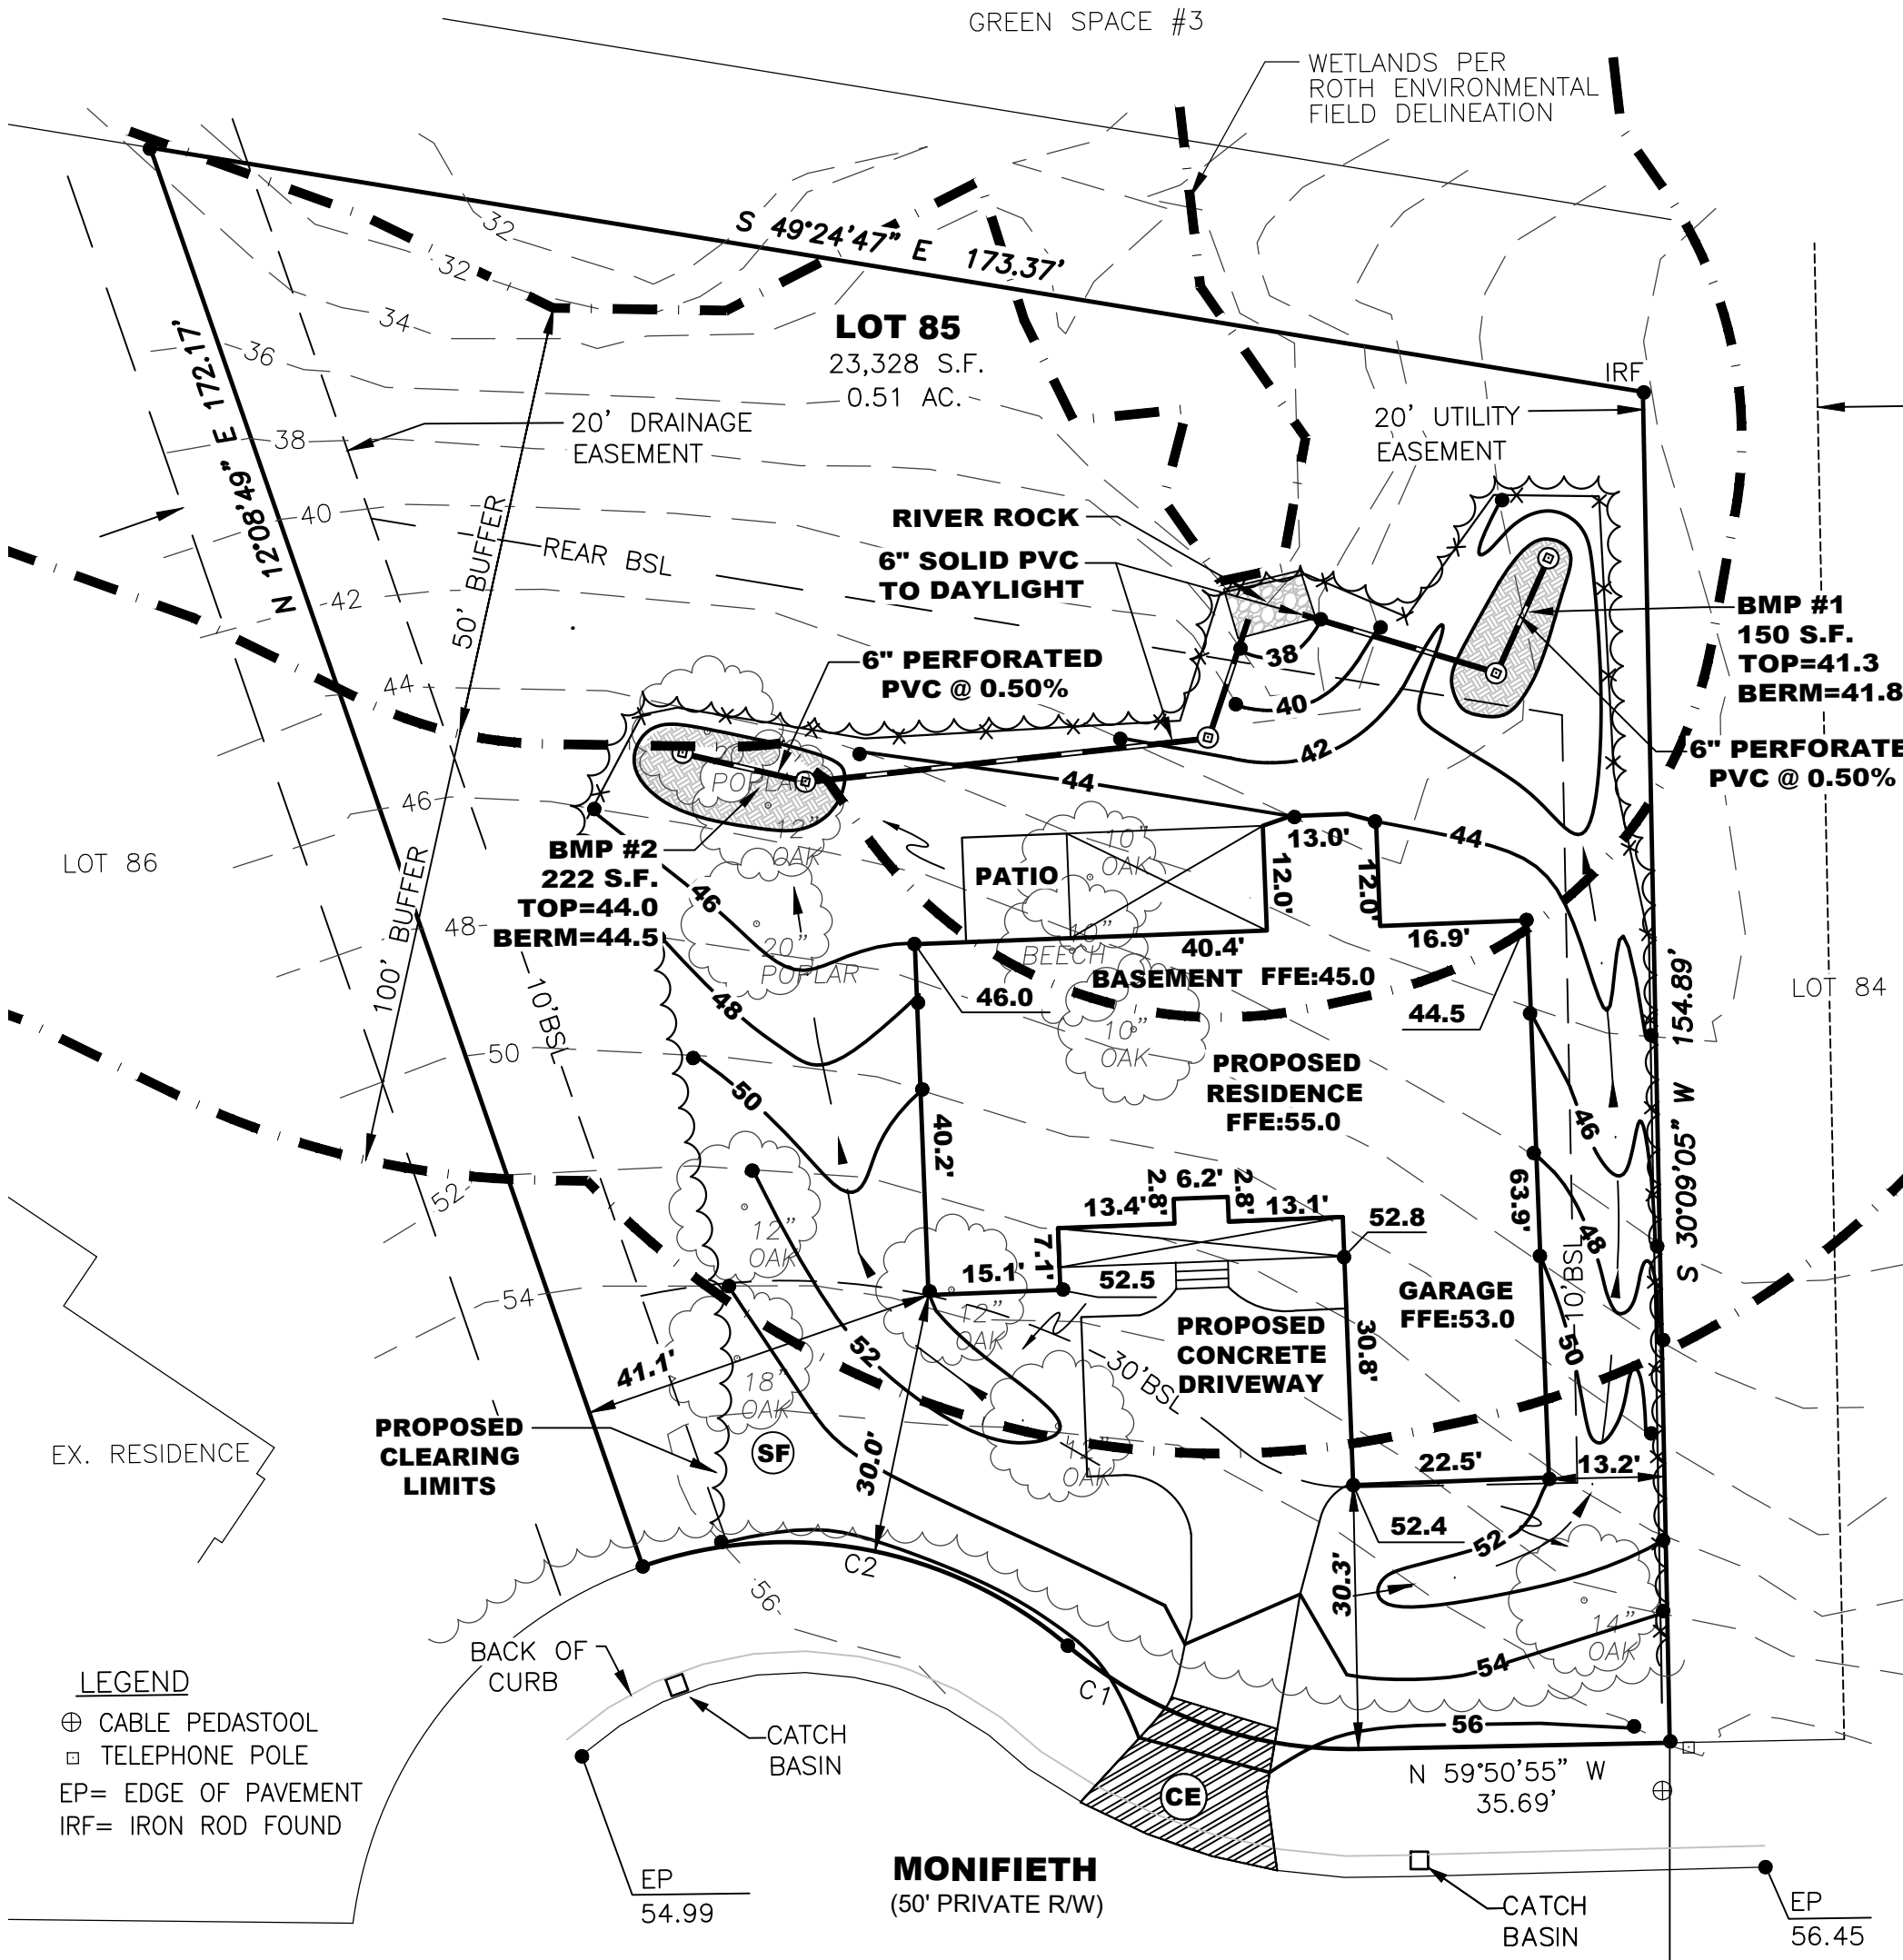 GREEN SPACE #3
WETLANDS PER
ROTH ENVIRONMENTAL
FIELD DELINEATION
S 49°24'47" E 173.37'
32
32
34
36
38
40
42
44
46
48
50
52
54
56
LOT 85
23,328 S.F.
0.51 AC.
IRF
N 12°08'49" E 172.17'
20' DRAINAGE
EASEMENT
20' UTILITY
EASEMENT
50' BUFFER
REAR BSL
RIVER ROCK
6" SOLID PVC
TO DAYLIGHT
6" PERFORATED
PVC @ 0.50%
BMP #1
150 S.F.
TOP=41.3
BERM=41.8
6" PERFORATE
PVC @ 0.50%
38
40
42
44
44
POPLAR
12"
OAK
LOT 86
BMP #2
222 S.F.
TOP=44.0
BERM=44.5
100' BUFFER
10'BSL
46
20"
POPLAR
PATIO
10"
OAK
13.0'
12.0'
12.0'
16.9'
40.4'
10"
BEECH
BASEMENT FFE:45.0
46.0
44.5
LOT 84
S 30°09'05" W 154.89'
48
10"
OAK
PROPOSED
RESIDENCE
FFE:55.0
50
40.2'
46
63.9'
13.4'
2.8'
6.2'
2.8'
13.1'
52.8
48
12"
OAK
7.1'
15.1'
52.5
12"
OAK
GARAGE
FFE:53.0
10'BSL
50
PROPOSED
CONCRETE
DRIVEWAY
30.8'
30'BSL
41.1'
52
18"
OAK
PROPOSED
CLEARING
LIMITS
SF
30.0'
12"
OAK
22.5'
13.2'
EX. RESIDENCE
52.4
52
30.3'
14"
OAK
54
C2
C1
56
BACK OF
CURB
CATCH
BASIN
LEGEND
CABLE PEDASTOOL
TELEPHONE POLE
EP= EDGE OF PAVEMENT
IRF= IRON ROD FOUND
N 59°50'55" W
35.69'
CE
MONIFIETH
(50' PRIVATE R/W)
EP
54.99
CATCH
BASIN
EP
56.45